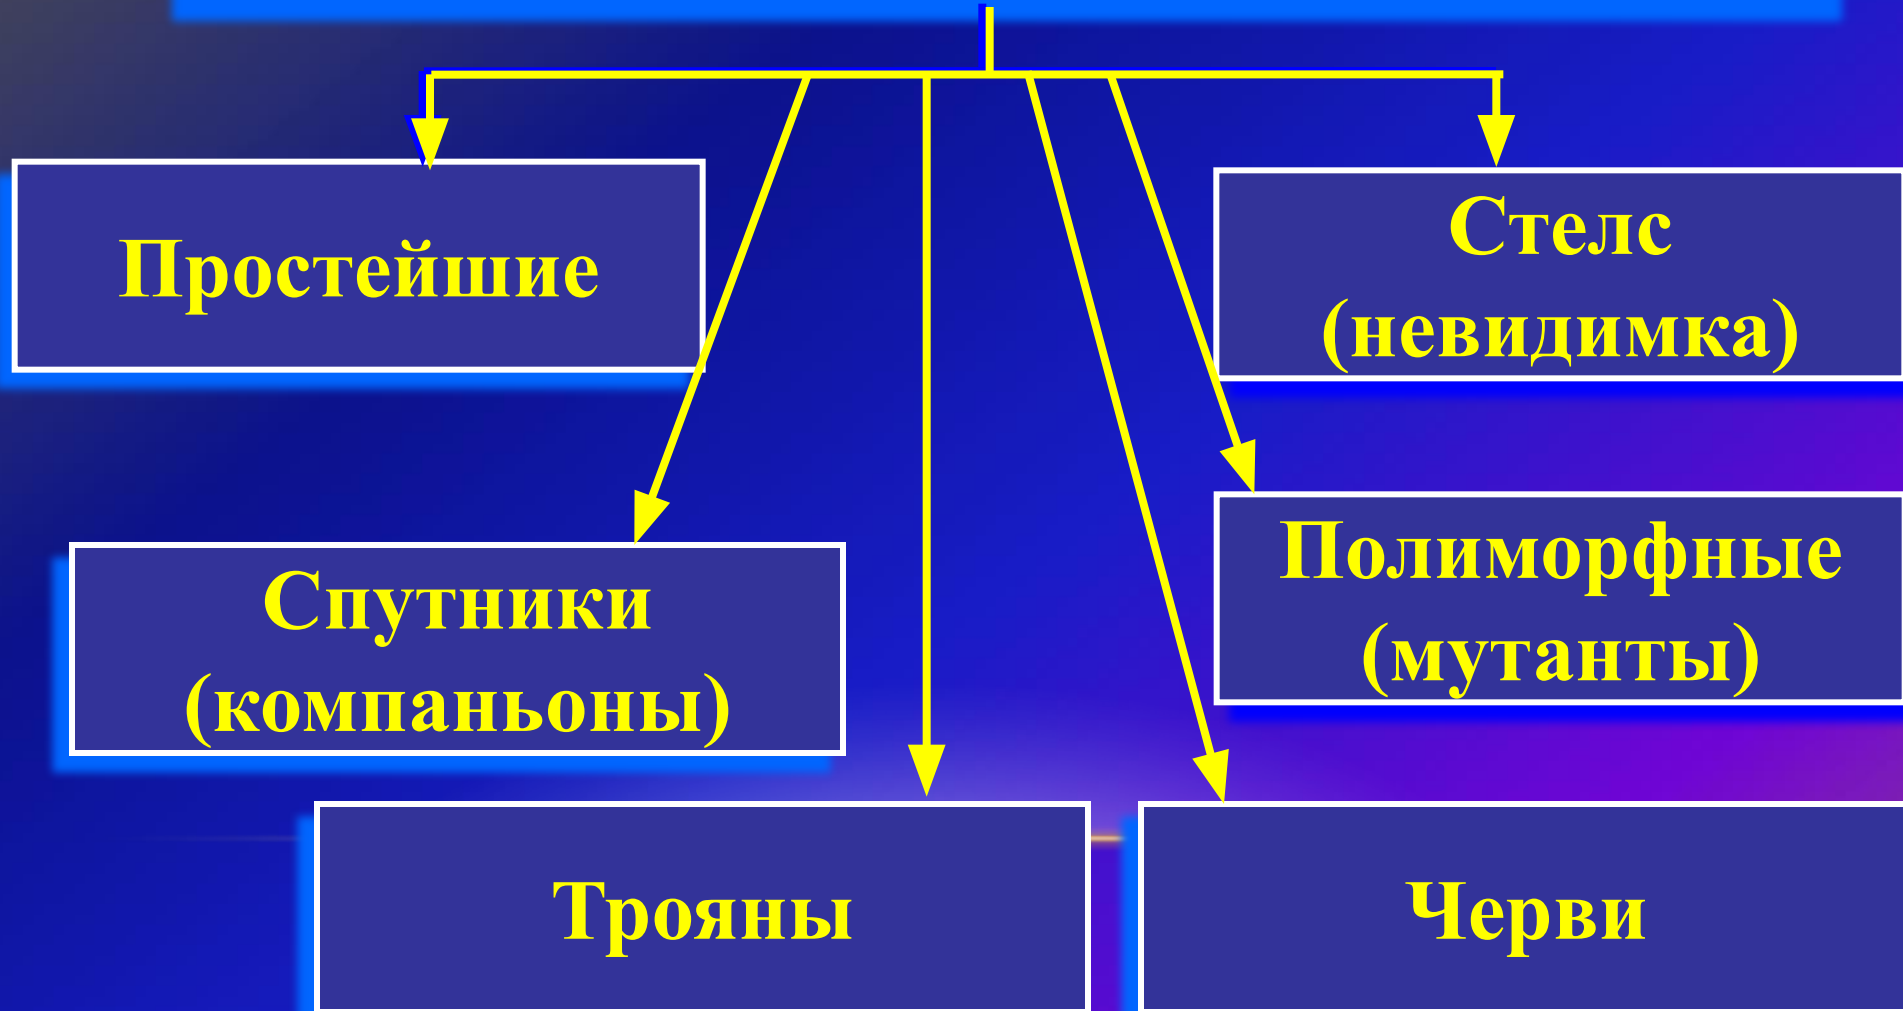 Простейшие
Стелс
(невидимка)
Спутники
(компаньоны)
Полиморфные
(мутанты)
Трояны
Черви